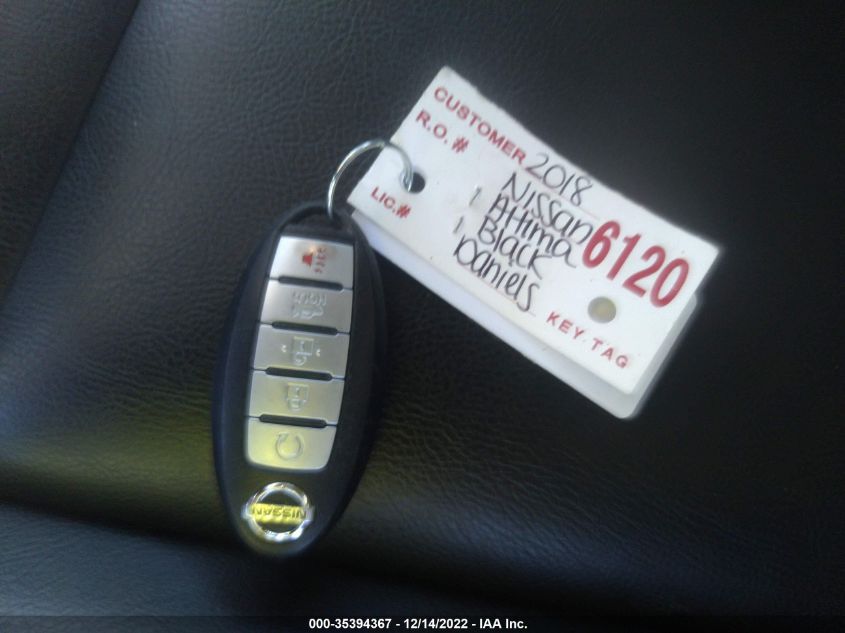 CUSTOMER
R.O. #
LIC.#
2018
Nissan
Altima
Black
Daniels
6120
KEY TAG
NISSAN
000-35394367 - 12/14/2022 - IAA Inc.